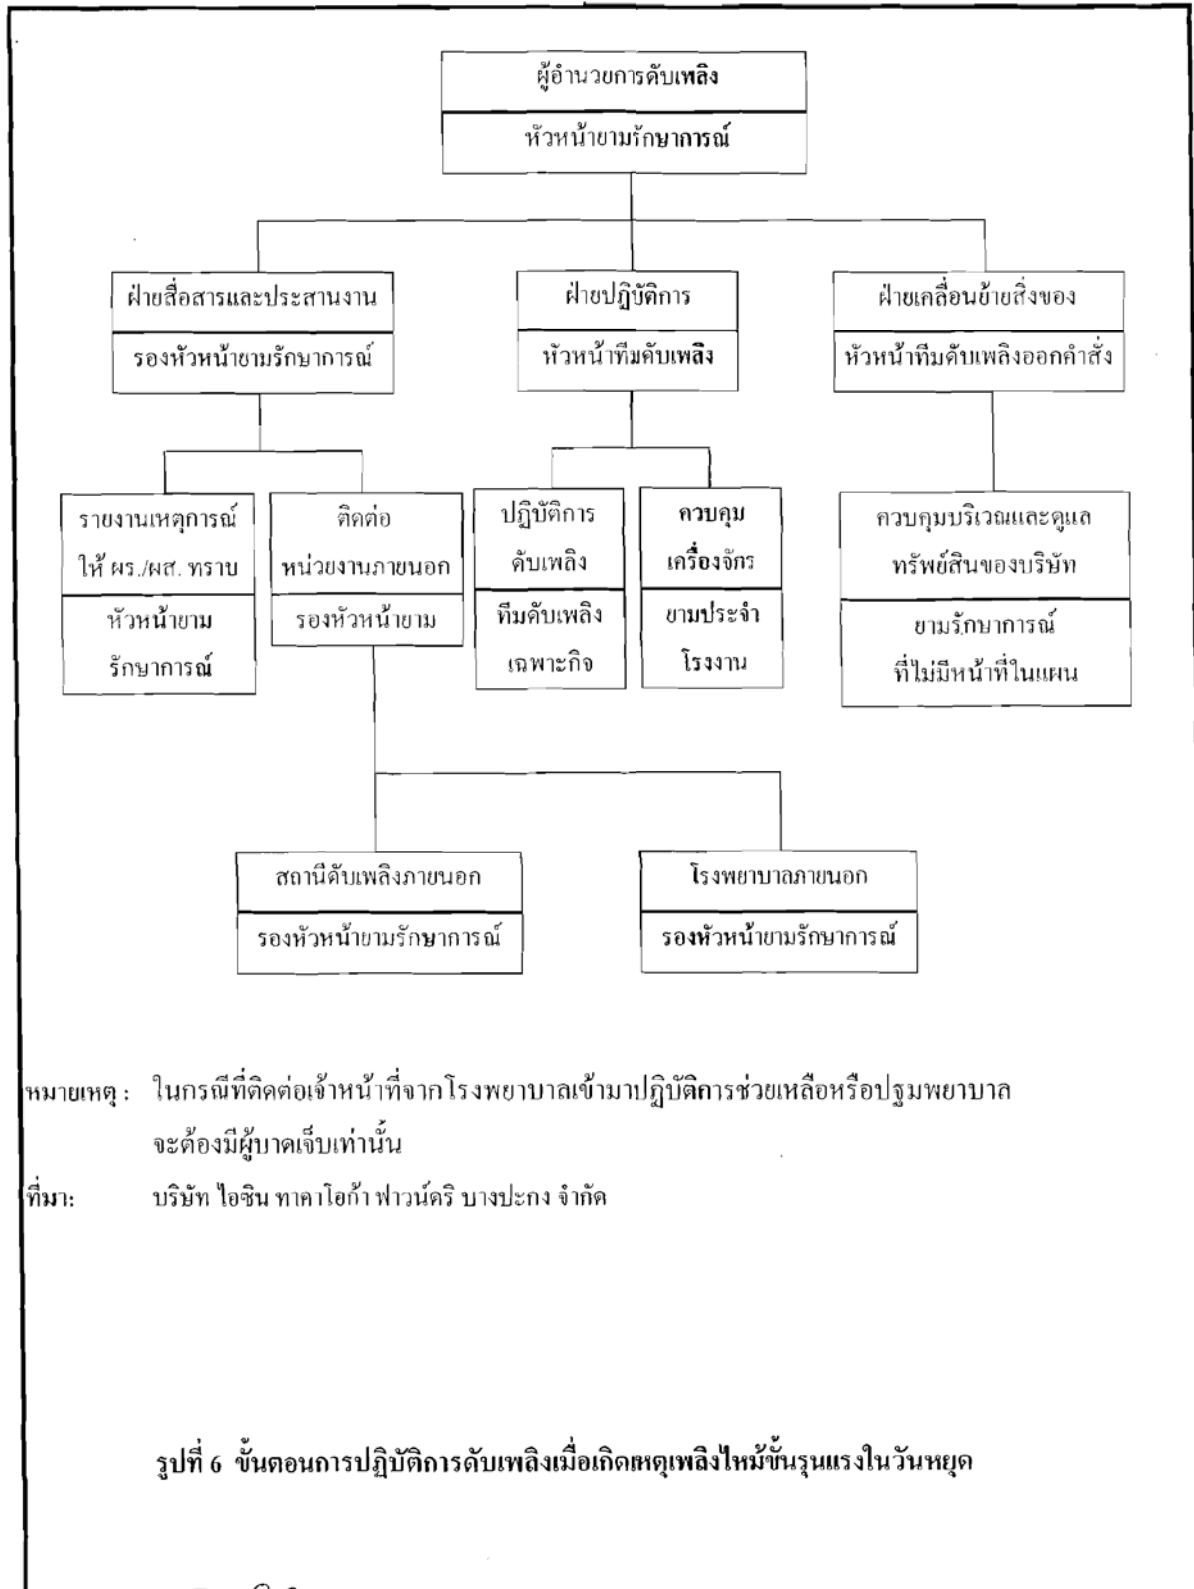 ผู้อำนวยการดับเพลิง
หัวหน้ายามรักษาการณ์
ฝ่ายสื่อสารและประสานงาน
รองหัวหน้ายามรักษาการณ์
ฝ่ายปฏิบัติการ
หัวหน้าทีมดับเพลิง
ฝ่ายเคลื่อนย้ายสิ่งของ
หัวหน้าทีมดับเพลิงออกคำสั่ง
รายงานเหตุการณ์
ให้ ผร./ผส. ทราบ
หัวหน้ายาม
รักษาการณ์
ติดต่อ
หน่วยงานภายนอก
รองหัวหน้ายาม
ปฏิบัติการ
ดับเพลิง
ทีมดับเพลิง
เฉพาะกิจ
ควบคุม
เครื่องจักร
ยามประจำ
โรงงาน
ควบคุมบริเวณและดูแล
ทรัพย์สินของบริษัท
ยามรักษาการณ์
ที่ไม่มีหน้าที่ในแผน
สถานีดับเพลิงภายนอก
รองหัวหน้ายามรักษาการณ์
โรงพยาบาลภายนอก
รองหัวหน้ายามรักษาการณ์
หมายเหตุ : ในกรณีที่ติดต่อเจ้าหน้าที่จากโรงพยาบาลเข้ามาปฏิบัติการช่วยเหลือหรือปฐมพยาบาล
จะต้องมีผู้บาดเจ็บเท่านั้น
ที่มา: บริษัท ไอซิน ทาคาโอก้า ฟาวน์ดริ บางปะกง จำกัด
รูปที่ 6 ขั้นตอนการปฏิบัติการดับเพลิงเมื่อเกิดเหตุเพลิงไหม้ขั้นรุนแรงในวันหยุด